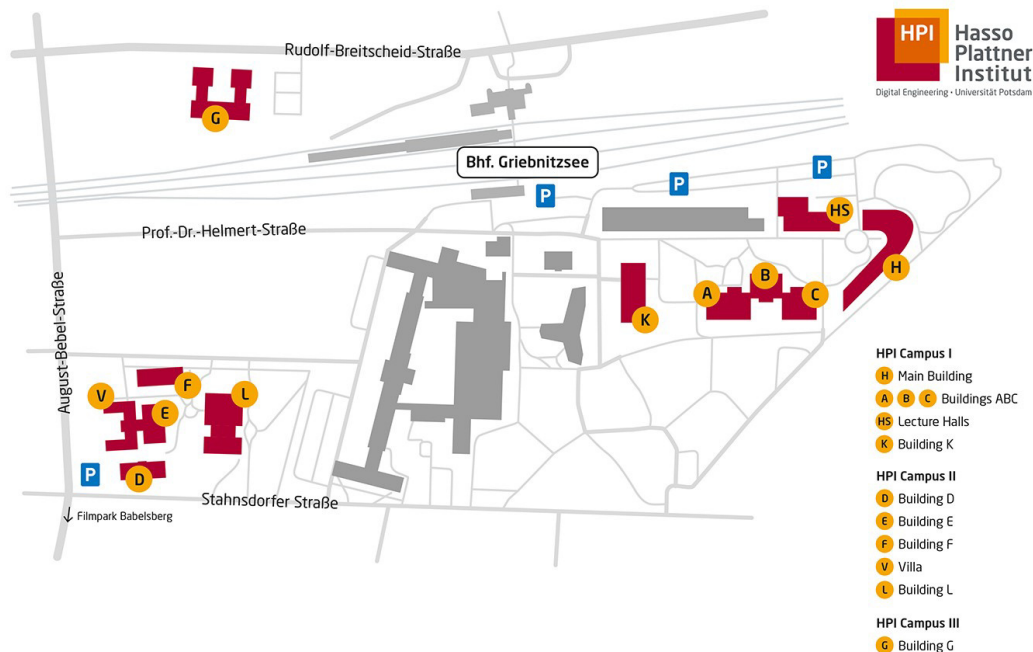 Rudolf-Breitscheid-Straße
HPI
Hasso
Plattner
Institut
Digital Engineering • Universität Potsdam
G
Bhf. Griebnitzsee
P
P
P
HS
Prof.-Dr.-Helmert-Straße
H
A
B
C
K
August-Bebel-Straße
V
F
L
E
P
D
Stahnsdorfer Straße
↓ Filmpark Babelsberg
HPI Campus I
H Main Building
A B C Buildings ABC
HS Lecture Halls
K Building K
HPI Campus II
D Building D
E Building E
F Building F
V Villa
L Building L
HPI Campus III
G Building G